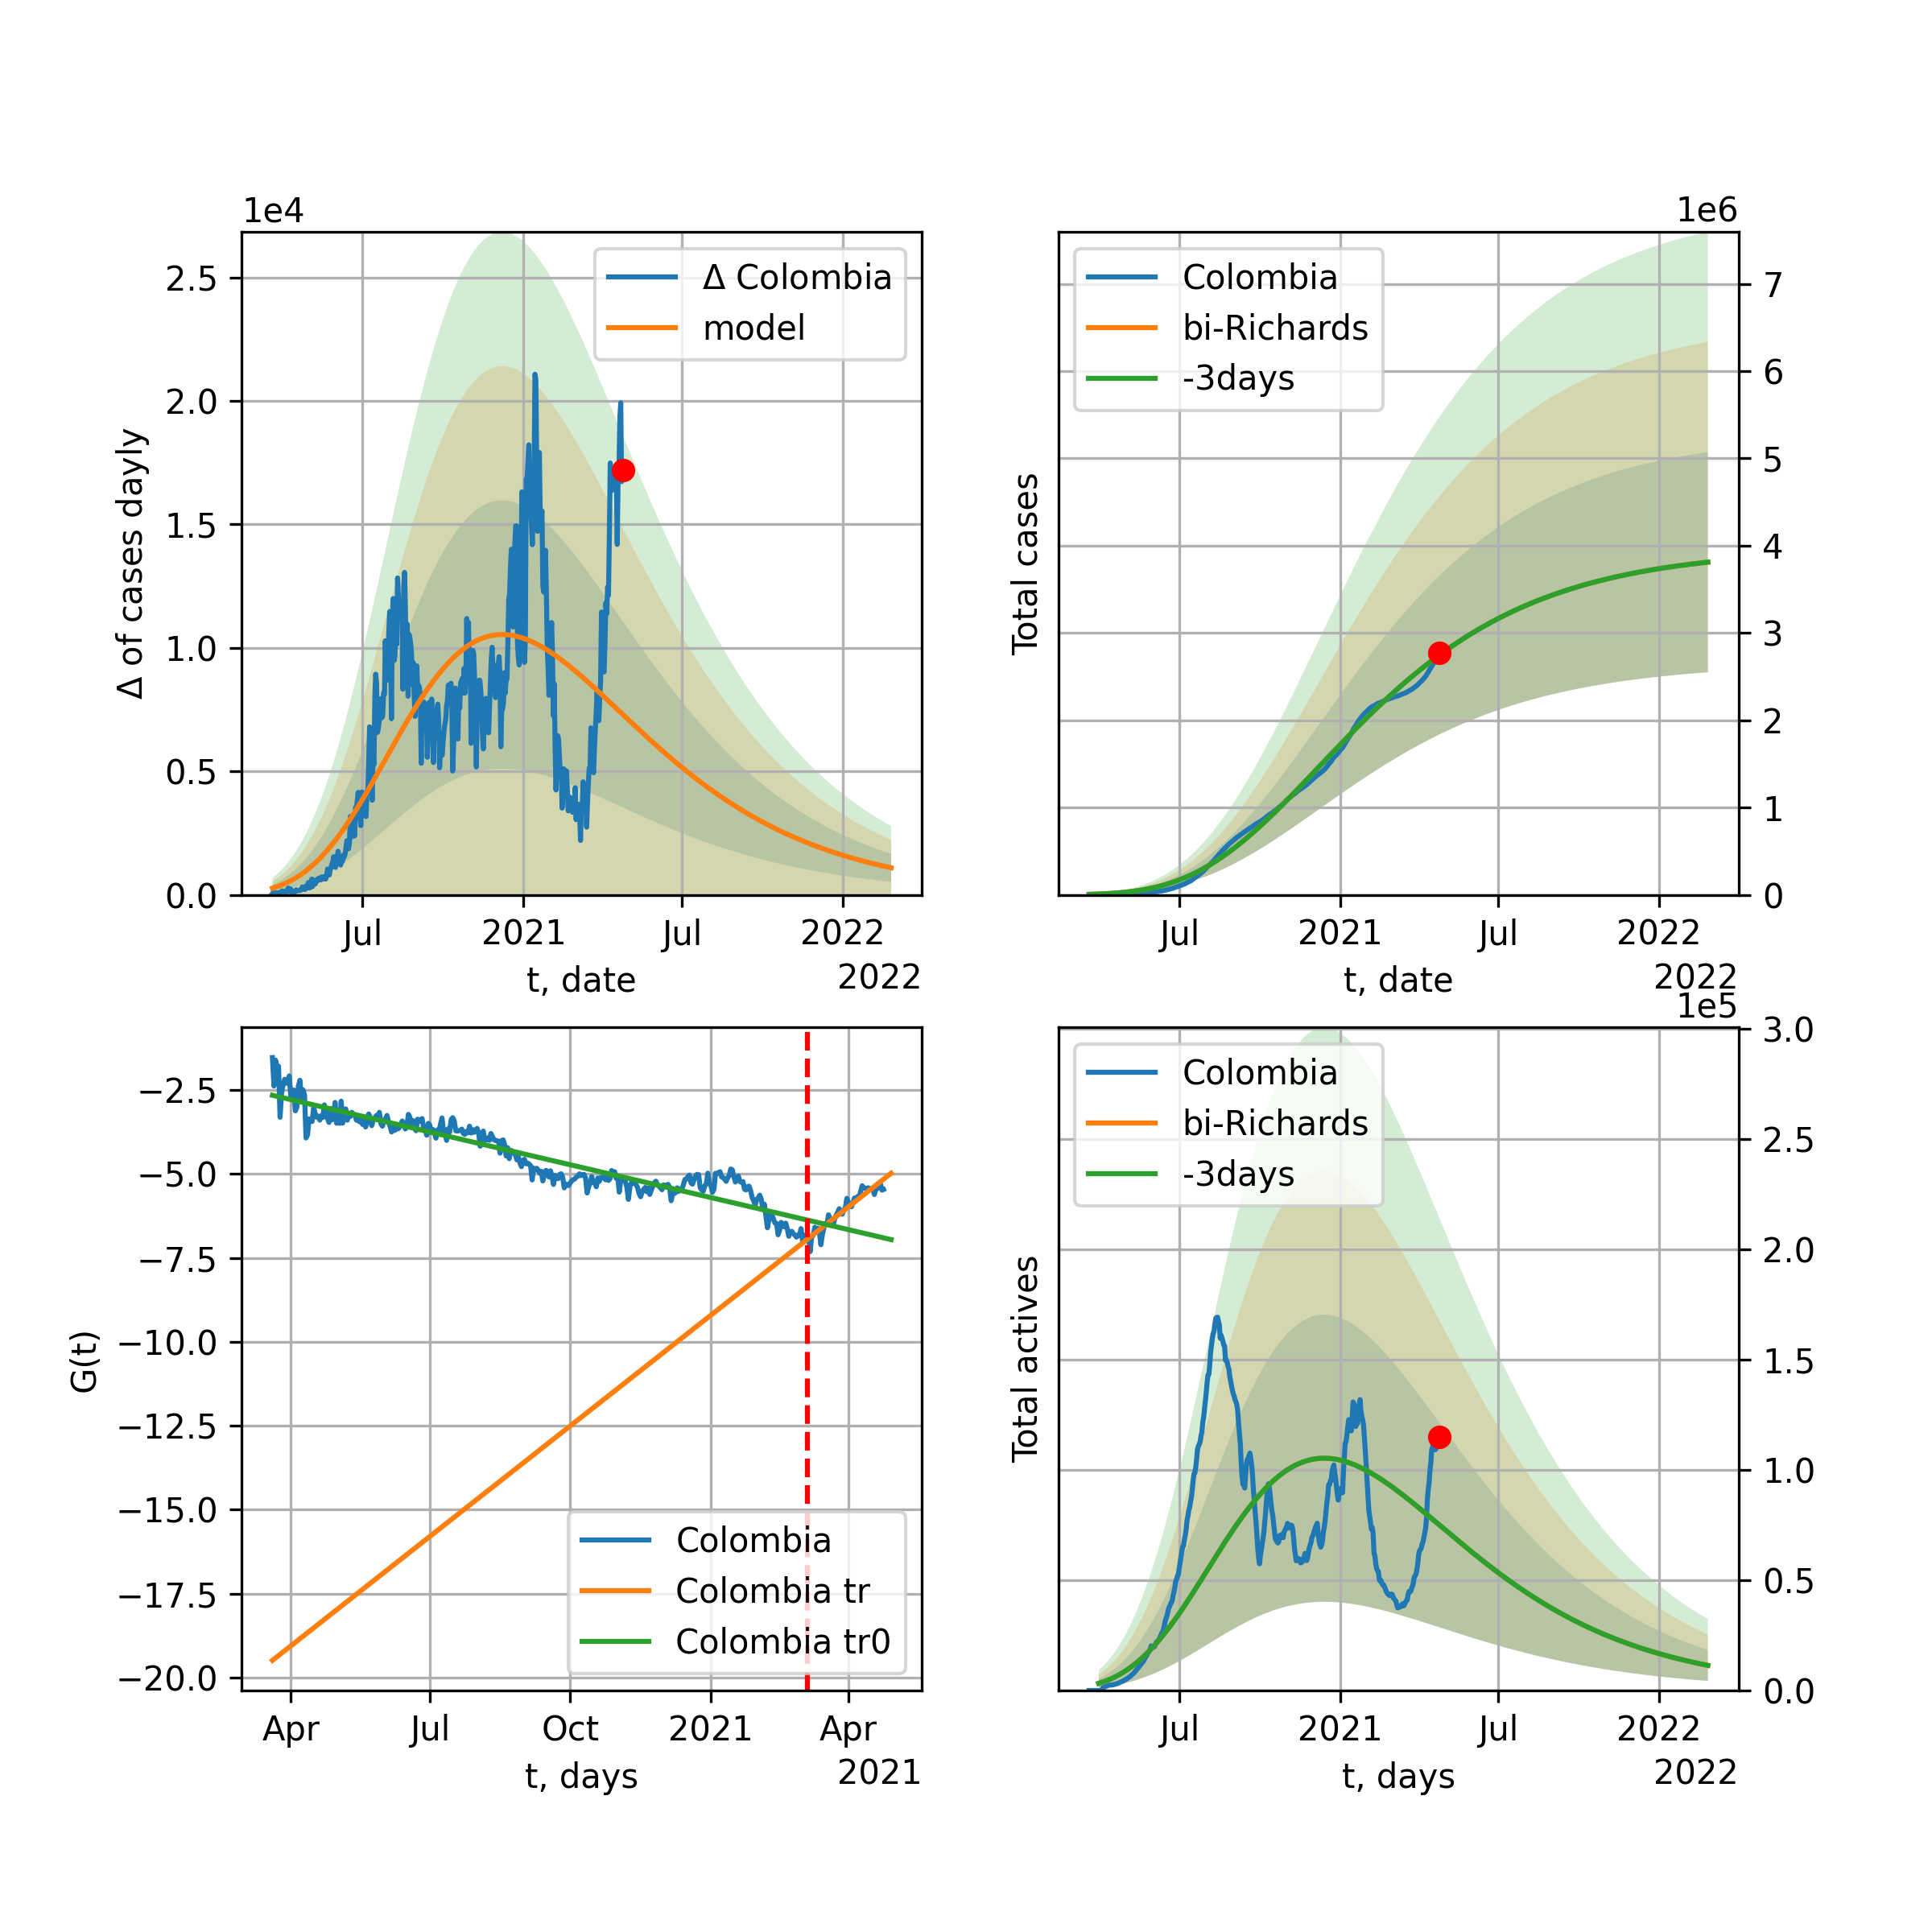 1e4
2.5
2.0
1.5
1.0
0.5
0.0
Δ of cases dayly
Δ Colombia
model
Jul
2021
Jul
2022
t, date
2022
1e6
7
6
5
4
3
2
1
0
Total cases
Colombia
bi-Richards
-3days
Jul
2021
Jul
2022
t, date
2022
−2.5
−5.0
−7.5
−10.0
−12.5
−15.0
−17.5
−20.0
G(t)
Colombia
Colombia tr
Colombia tr0
Apr
Jul
Oct
2021
Apr
t, days
2021
1e5
3.0
2.5
2.0
1.5
1.0
0.5
0.0
Total actives
Colombia
bi-Richards
-3days
Jul
2021
Jul
2022
t, days
2022